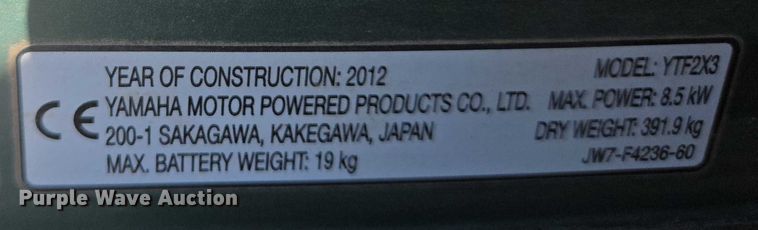 YEAR OF CONSTRUCTION: 2012 MODEL: YTF2X3
CE YAMAHA MOTOR POWERED PRODUCTS CO., LTD. MAX. POWER: 8.5 kW
200-1 SAKAGAWA, KAKEGAWA, JAPAN DRY WEIGHT: 391.9 kg
MAX. BATTERY WEIGHT: 19 kg JW7-F4236-60
Purple Wave Auction